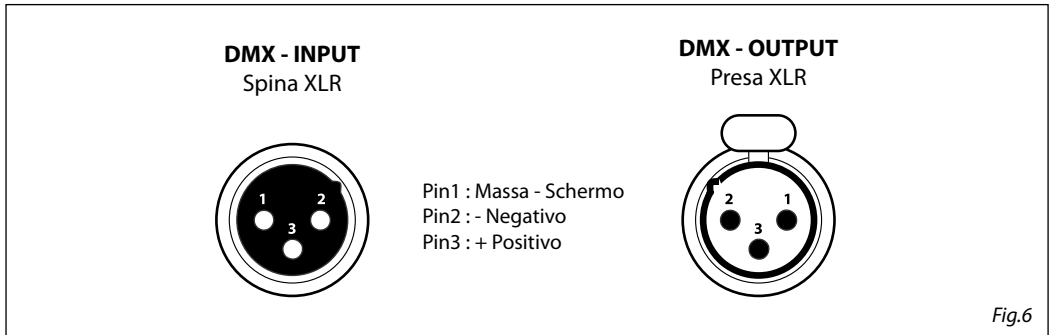 DMX - INPUT
Spina XLR
1
2
3
Pin1 : Massa - Schermo
Pin2 : - Negativo
Pin3 : + Positivo
DMX - OUTPUT
Presa XLR
2
1
3
Fig.6